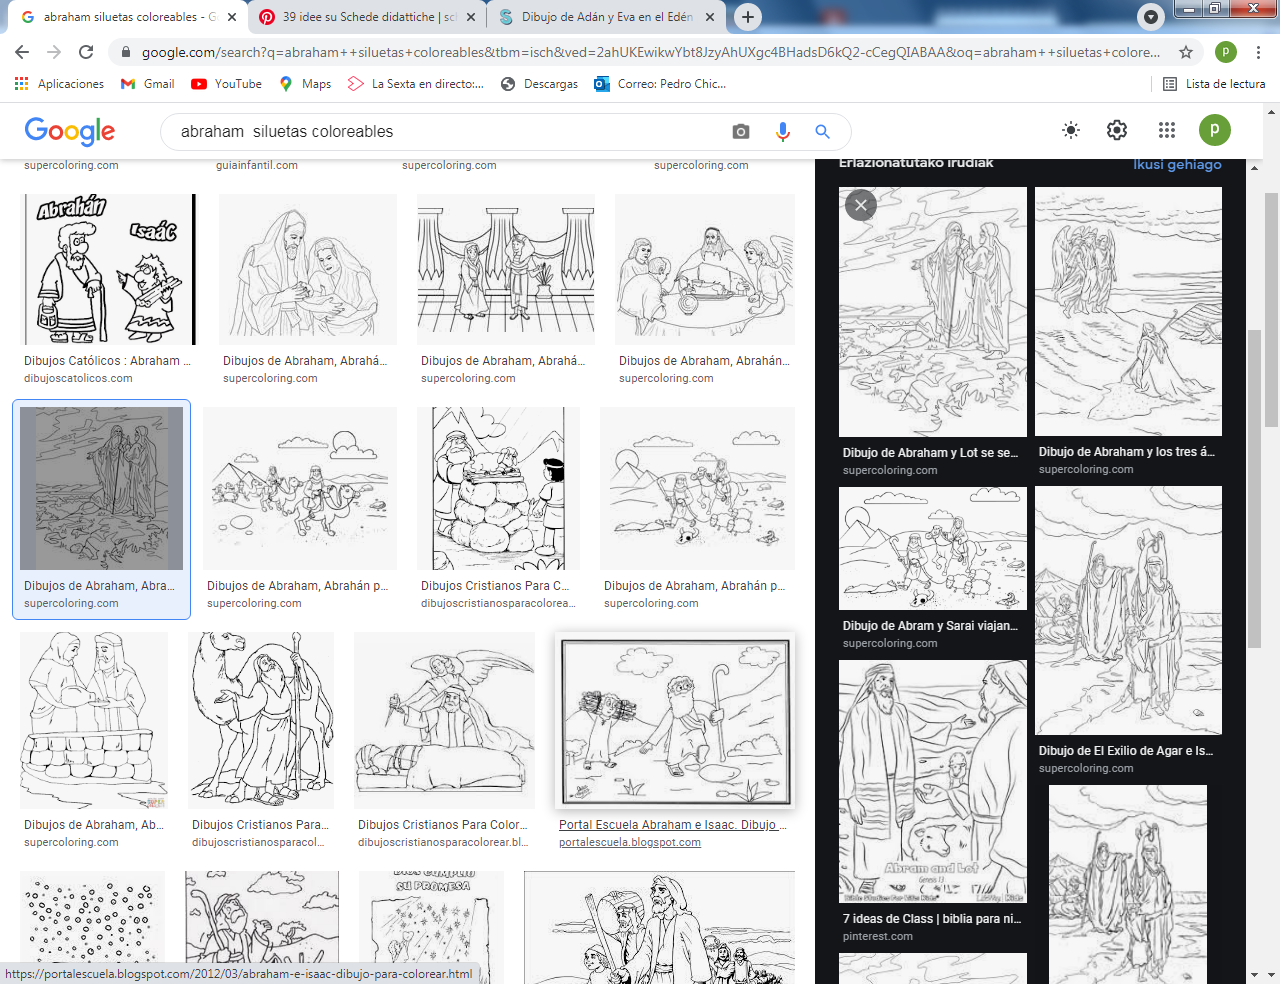 abraham siluetas coloreables - G
39 idee su Schede didattiche | scl
Dibujo de Adán y Eva en el Edén
google.com/search?q=abraham++siluetas+coloreables&tbm=isch&ved=2ahUKEwikwYbt8JzyAhUXgc4BHadsD6kQ2-cCegQIABAA&oq=abraham++siluetas+colore...
p
Aplicaciones
Gmail
YouTube
Maps
La Sexta en directo:...
Descargas
Correo: Pedro Chic...
Lista de lectura
Google
abraham siluetas coloreables
p
supercoloring.com
guiainfantil.com
supercoloring.com
supercoloring.com
Erlazionatutako irudiak
Ikusi gehiago
Abrahán
Isaác
Dibujos Católicos : Abraham ...
dibujoscatolicos.com
Dibujos de Abraham, Abrahá...
supercoloring.com
Dibujos de Abraham, Abrahá...
supercoloring.com
Dibujos de Abraham, Abrahán...
supercoloring.com
Dibujos de Abraham, Abra...
supercoloring.com
Dibujos de Abraham, Abrahán p...
supercoloring.com
Dibujos Cristianos Para C...
dibujoscristianosparacolorea...
Dibujos de Abraham, Abrahán p...
supercoloring.com
Dibujos de Abraham, Ab...
supercoloring.com
Dibujos Cristianos Para...
dibujoscristianosparacol...
Dibujos Cristianos Para Color...
dibujoscristianosparacolorear.bl...
Portal Escuela Abraham e Isaac. Dibujo ...
portalescuela.blogspot.com
DIOS CUMPLIÓ
SU PROMESA
Dibujo de Abraham y Lot se se...
supercoloring.com
Dibujo de Abraham y los tres á...
supercoloring.com
Dibujo de Abram y Sarai viajan...
supercoloring.com
Dibujo de El Exilio de Agar e Is...
supercoloring.com
Abram and Lot
Genesis 13
7 ideas de Class | biblia para ni...
pinterest.com
https://portalescuela.blogspot.com/2012/03/abraham-e-isaac-dibujo-para-colorear.html